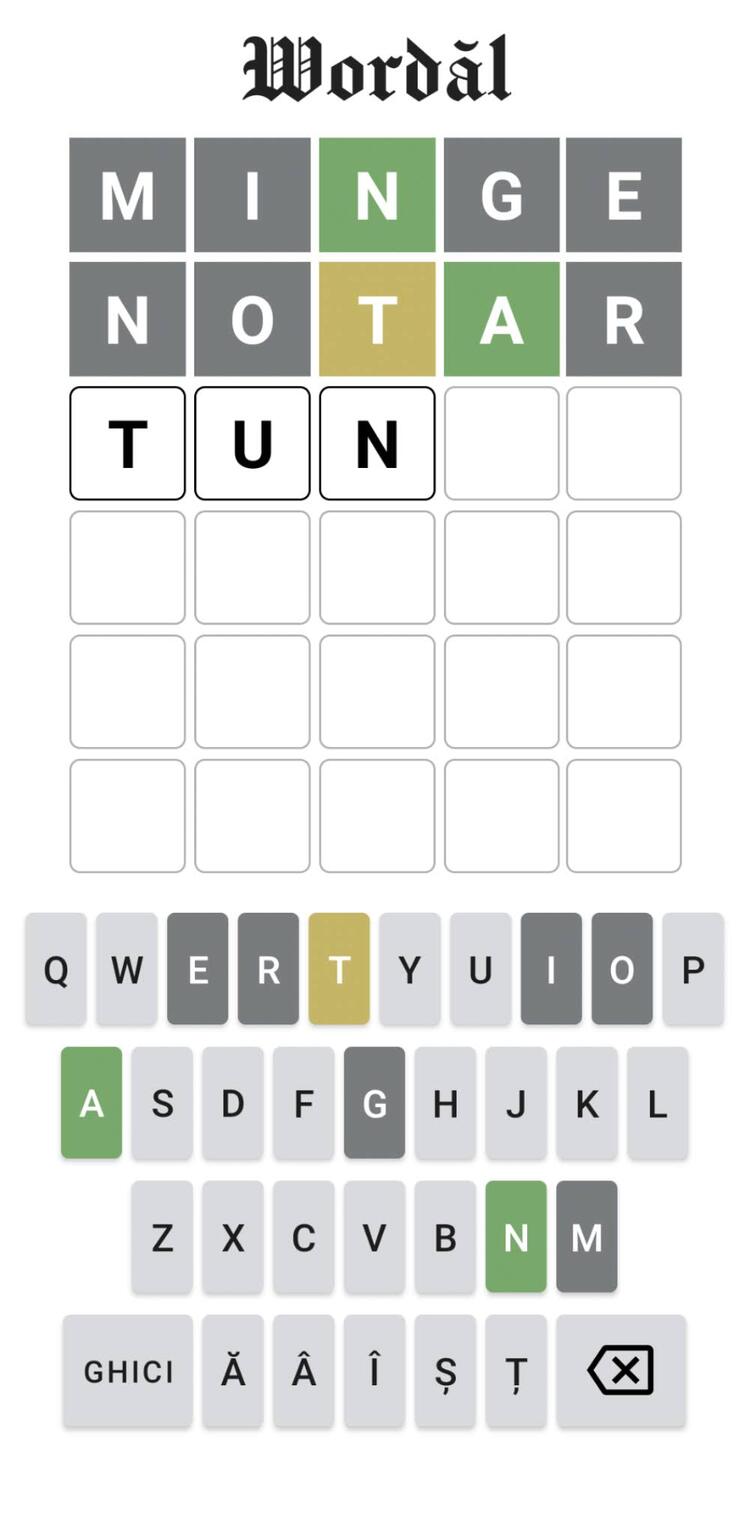 Wordăl
M I N G E
N O T A R
T U N
Q W E R T Y U I O P
A S D F G H J K L
Z X C V B N M
GHICI Ă Â Î Ș Ț